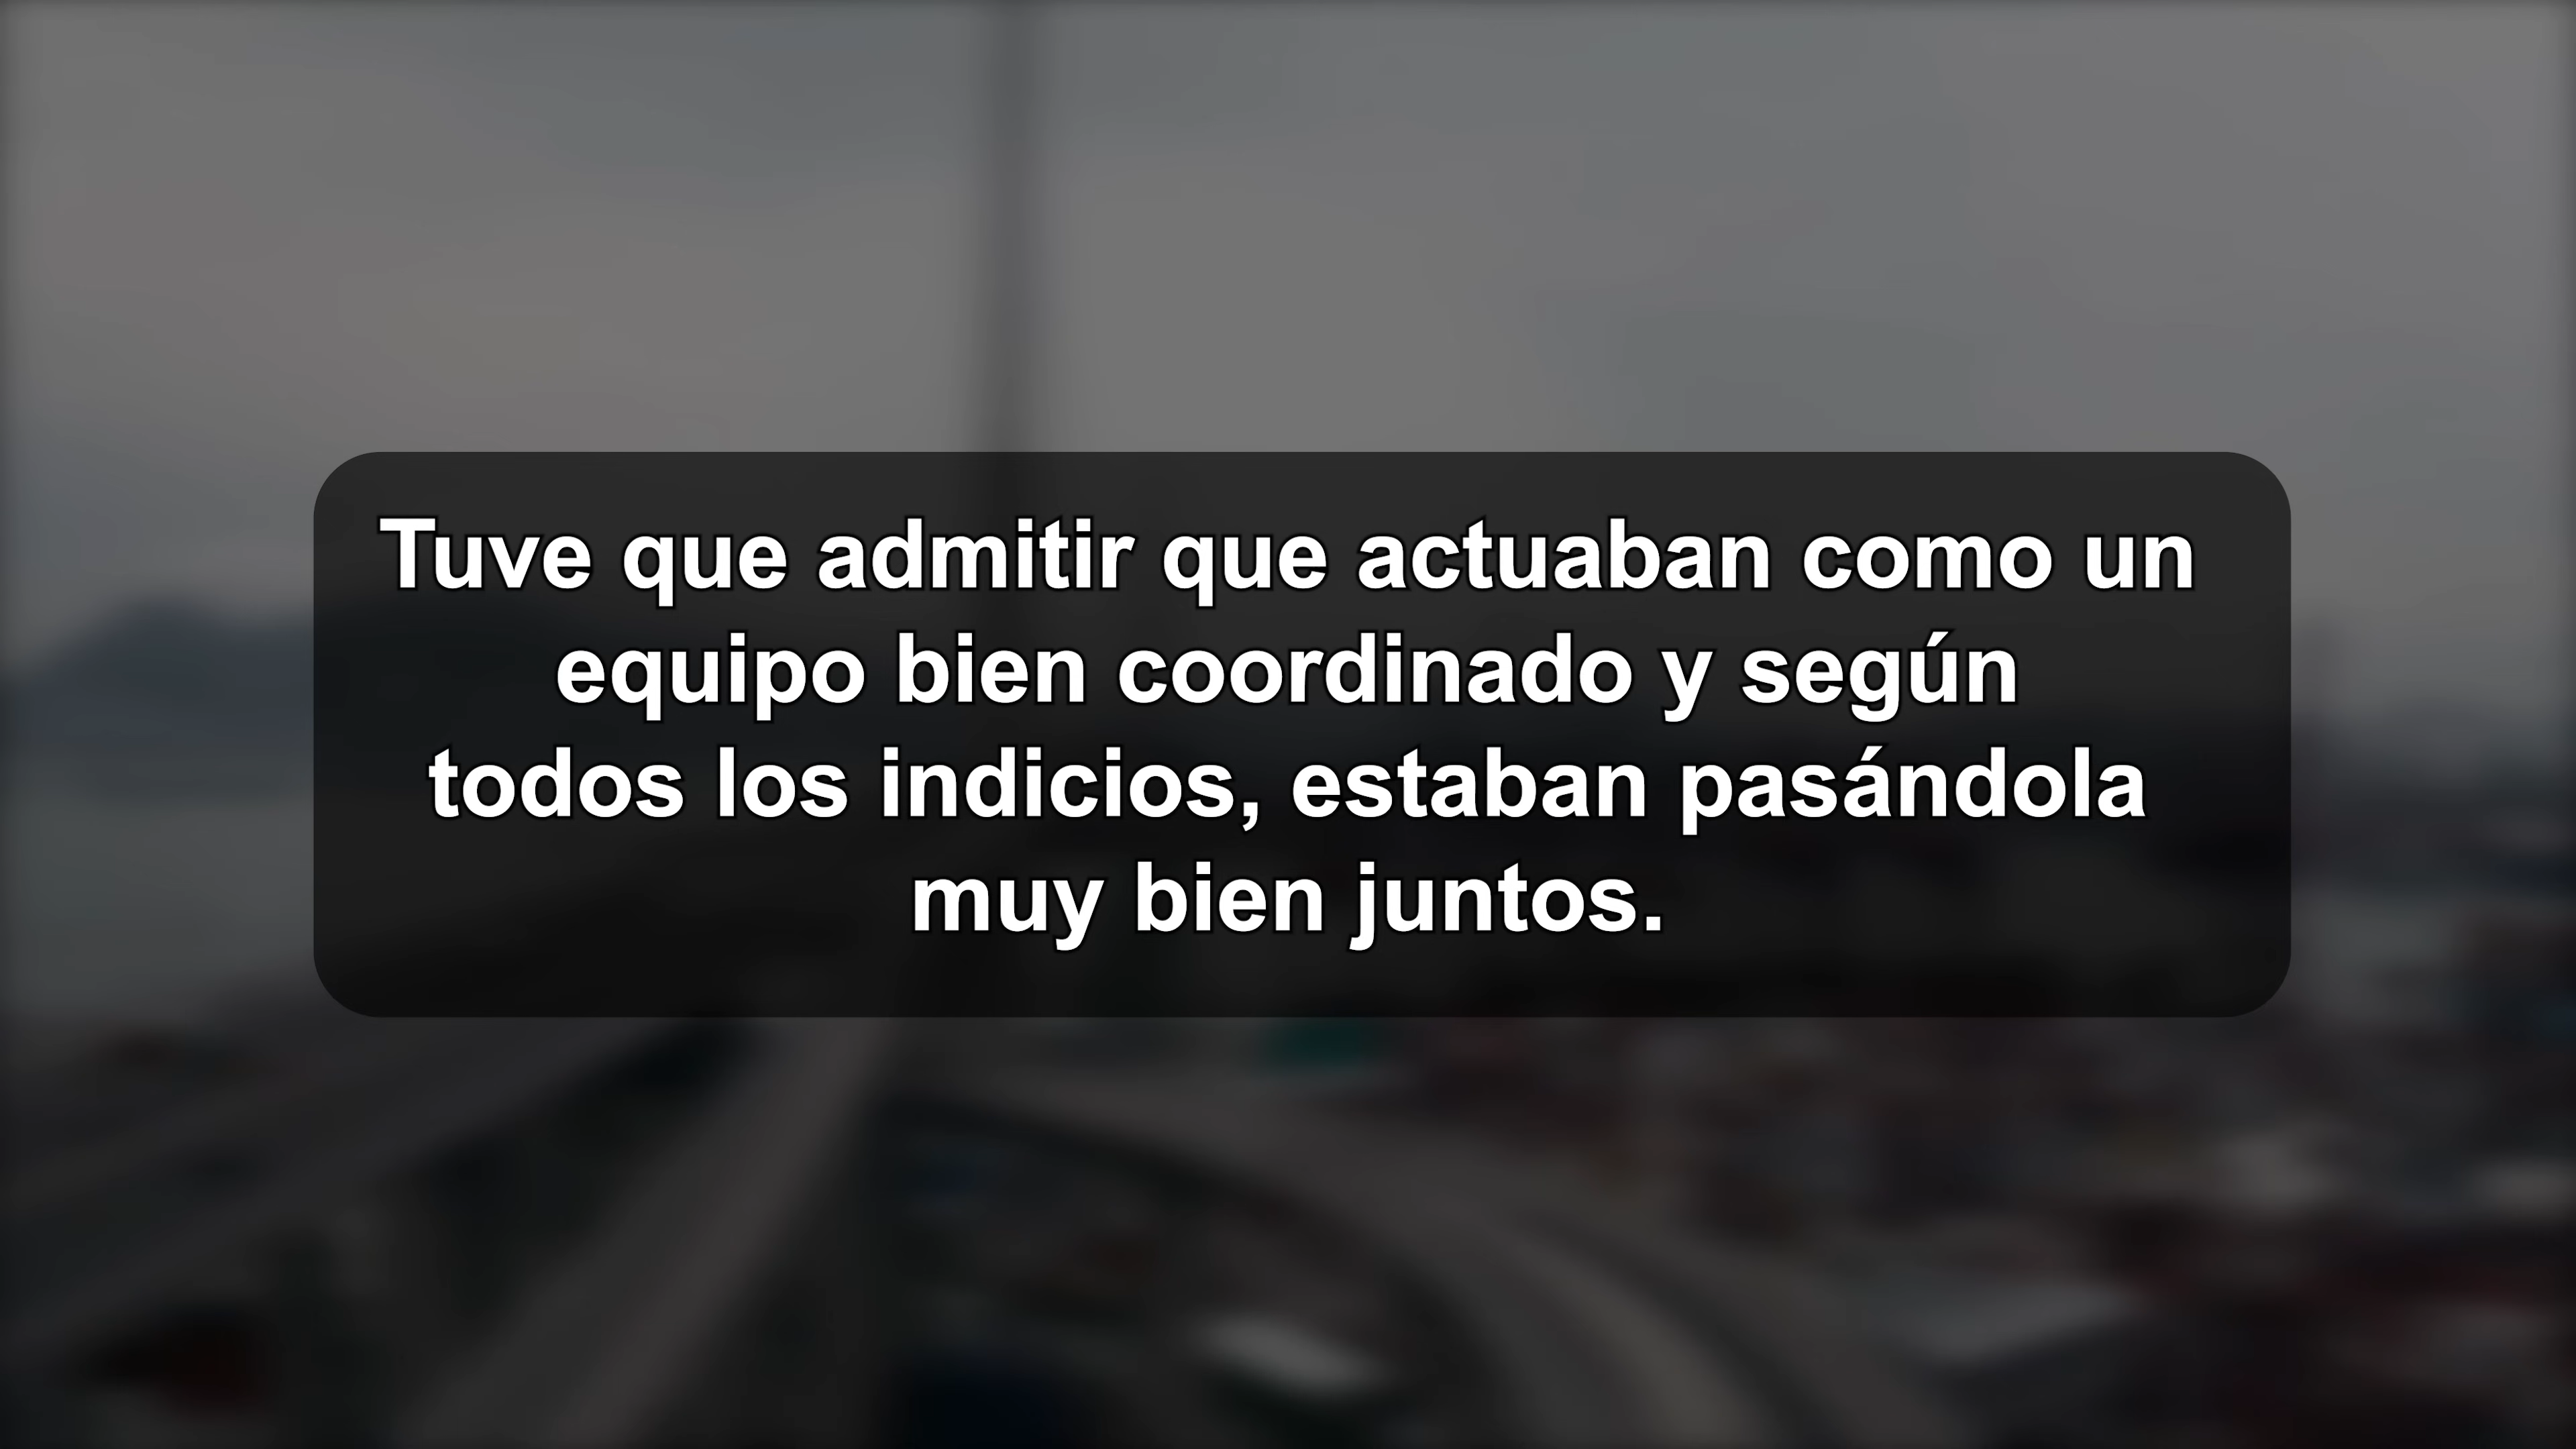 Tuve que admitir que actuaban como un
equipo bien coordinado y según
todos los indicios, estaban pasándola
muy bien juntos.